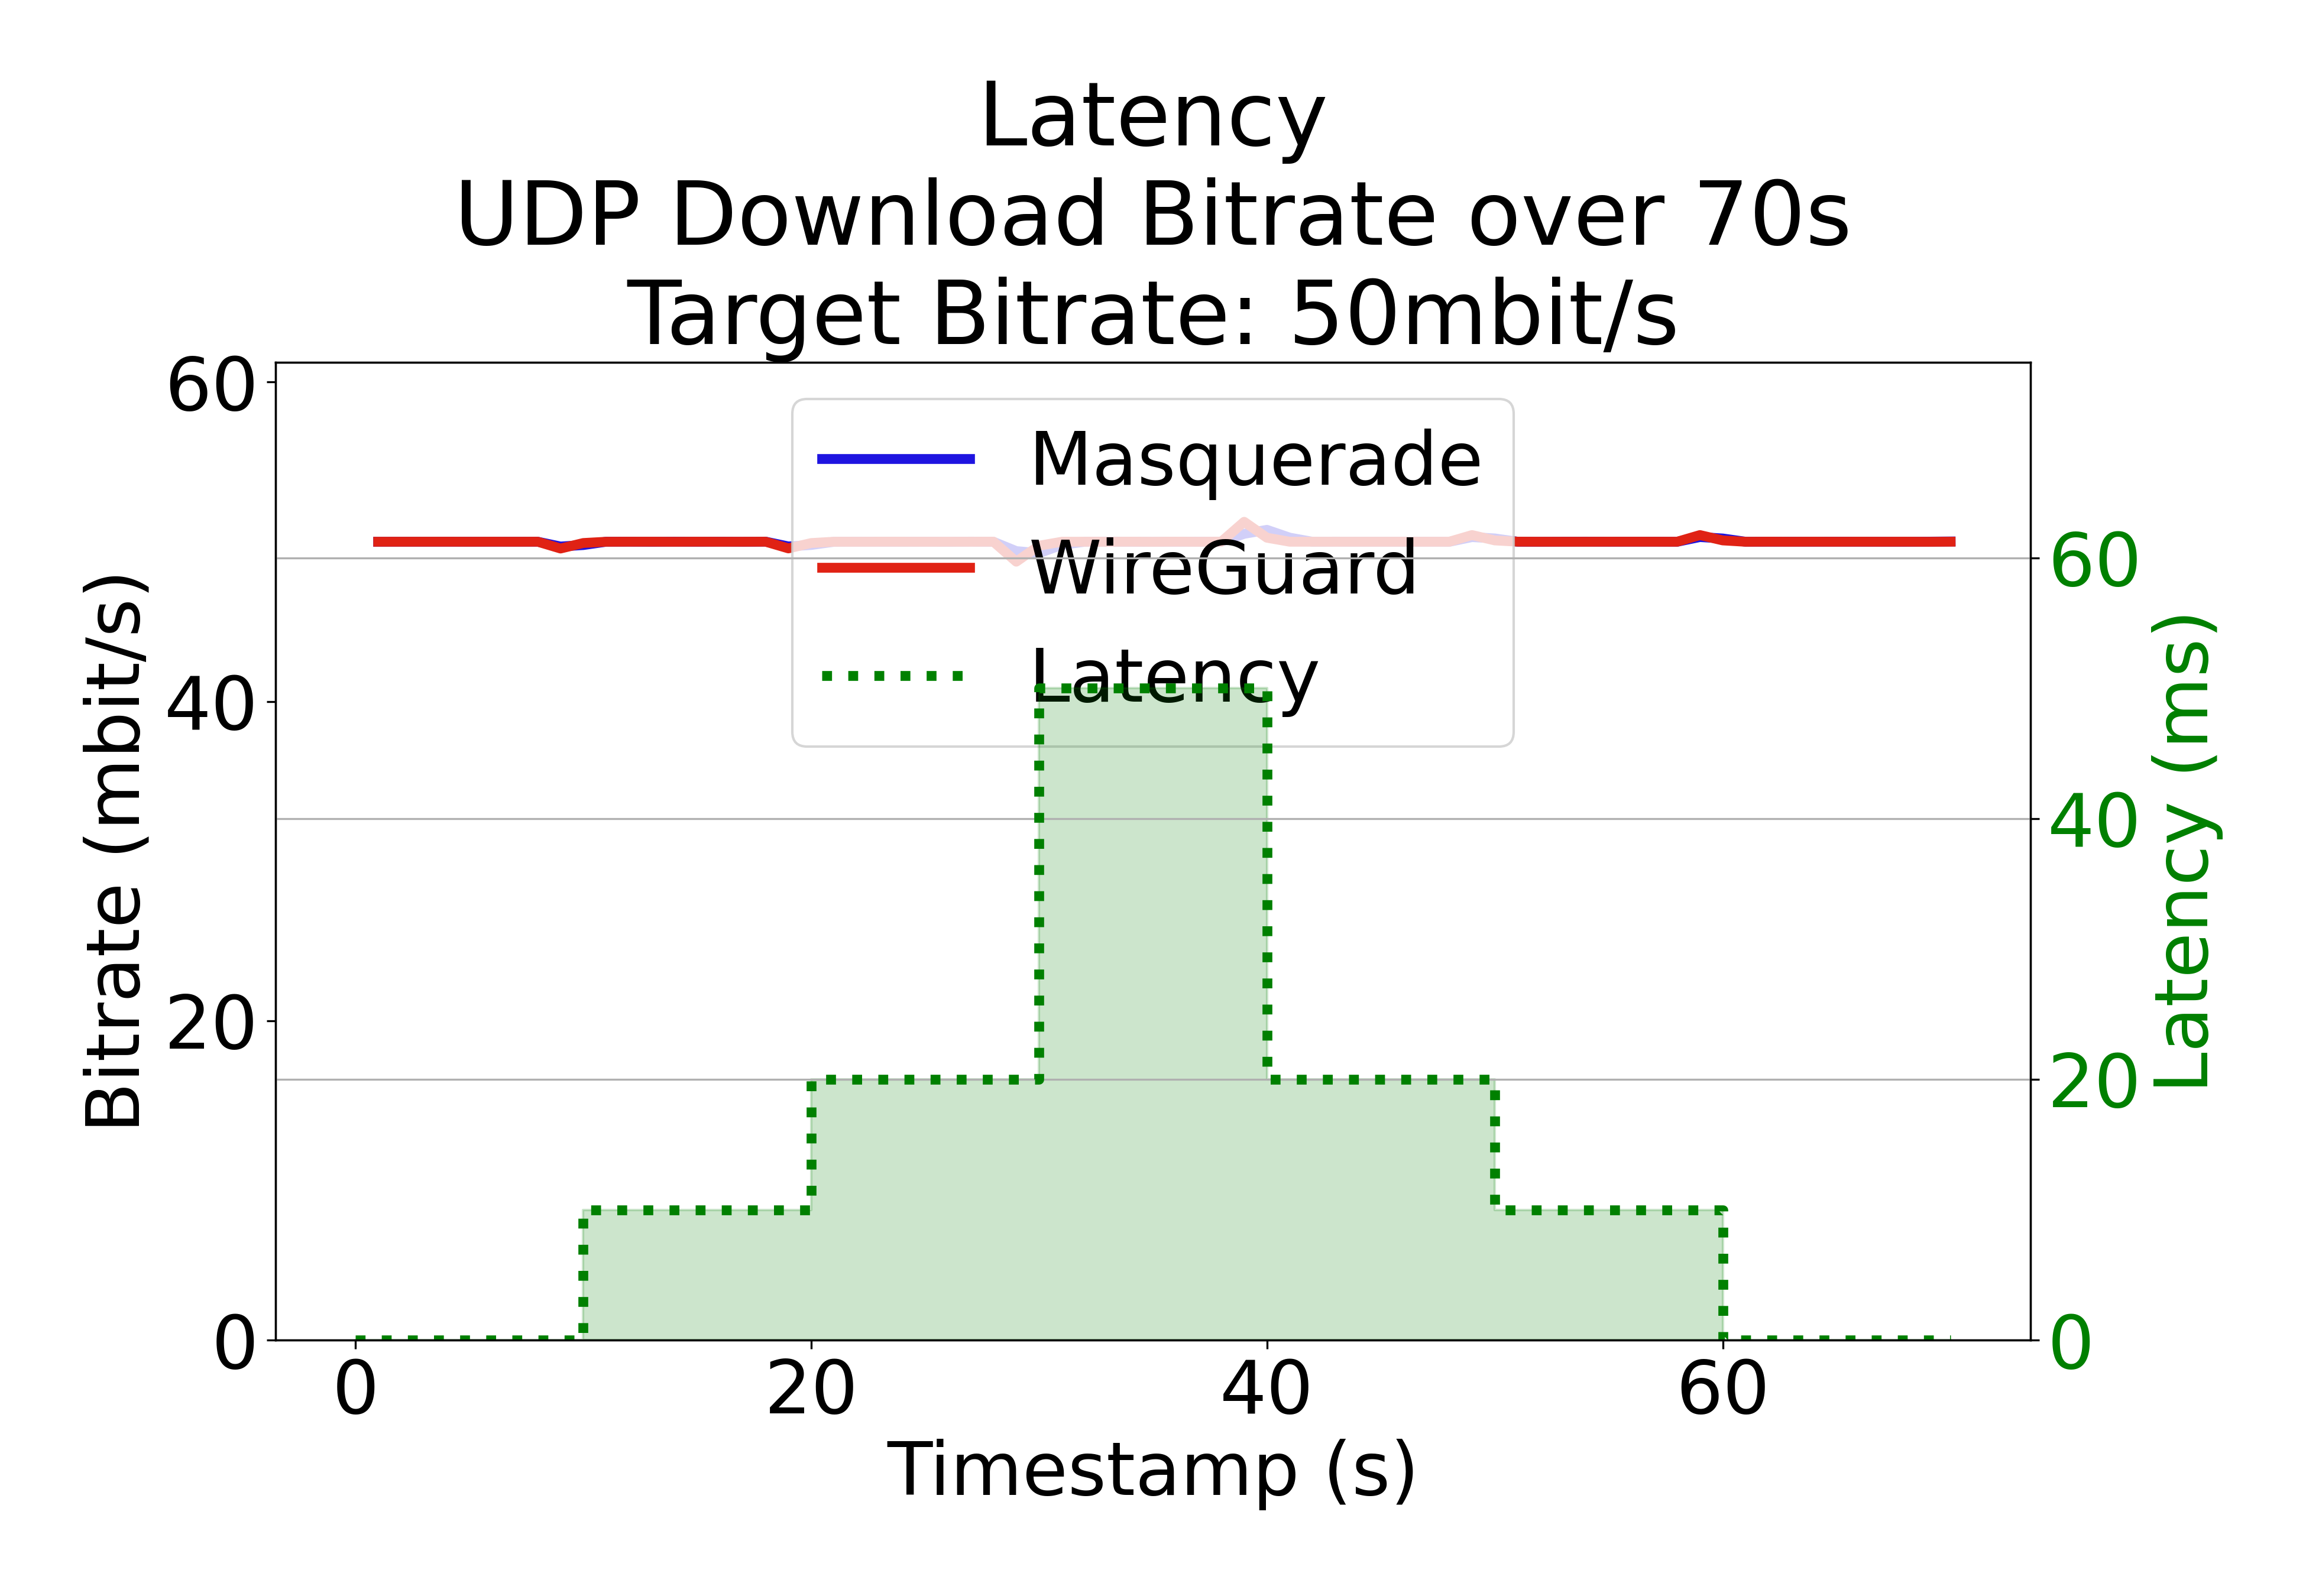 Latency
UDP Download Bitrate over 70s
Target Bitrate: 50mbit/s
Masquerade
WireGuard
Latency
Bitrate (mbit/s)
60
40
20
0
Latency (ms)
60
40
20
0
0 20 40 60
Timestamp (s)